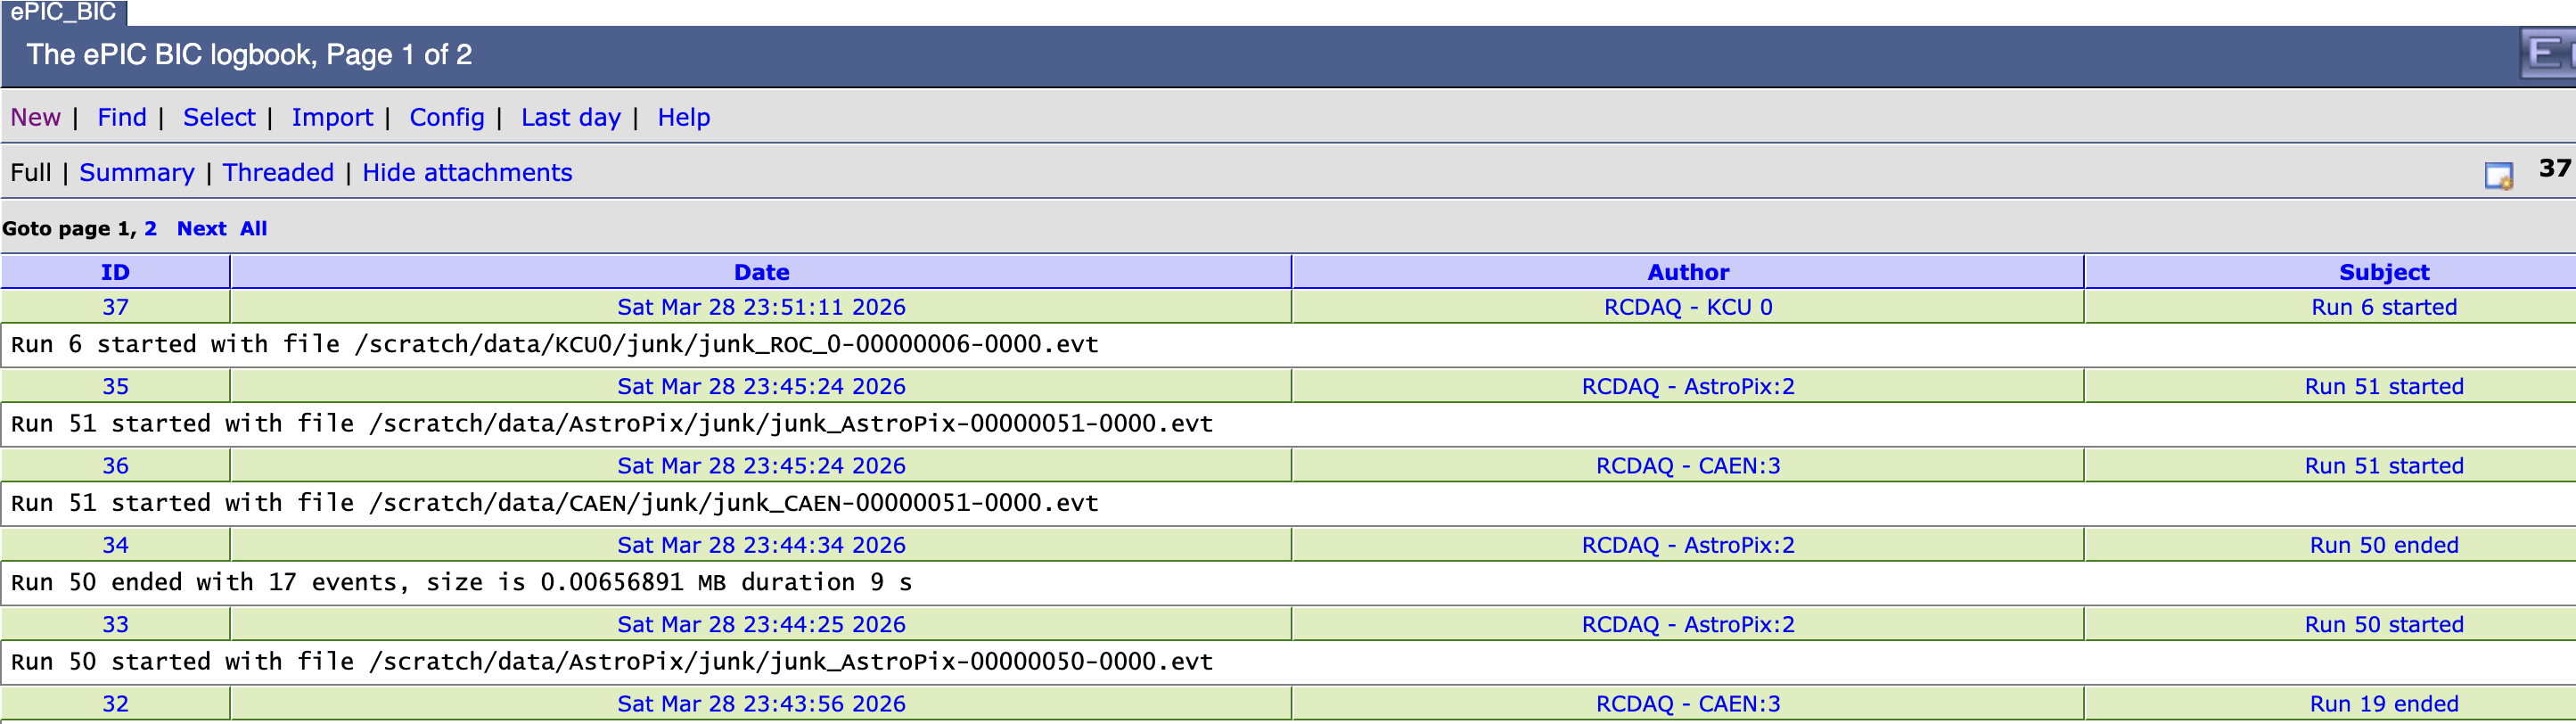 ePIC_BIC
The ePIC BIC logbook, Page 1 of 2
New | Find | Select | Import | Config | Last day | Help
Full | Summary | Threaded | Hide attachments 37
Goto page 1, 2 Next All
ID Date Author Subject
37 Sat Mar 28 23:51:11 2026 RCDAQ - KCU 0 Run 6 started
Run 6 started with file /scratch/data/KCU0/junk/junk_ROC_0-00000006-0000.evt
35 Sat Mar 28 23:45:24 2026 RCDAQ - AstroPix:2 Run 51 started
Run 51 started with file /scratch/data/AstroPix/junk/junk_AstroPix-00000051-0000.evt
36 Sat Mar 28 23:45:24 2026 RCDAQ - CAEN:3 Run 51 started
Run 51 started with file /scratch/data/CAEN/junk/junk_CAEN-00000051-0000.evt
34 Sat Mar 28 23:44:34 2026 RCDAQ - AstroPix:2 Run 50 ended
Run 50 ended with 17 events, size is 0.00656891 MB duration 9 s
33 Sat Mar 28 23:44:25 2026 RCDAQ - AstroPix:2 Run 50 started
Run 50 started with file /scratch/data/AstroPix/junk/junk_AstroPix-00000050-0000.evt
32 Sat Mar 28 23:43:56 2026 RCDAQ - CAEN:3 Run 19 ended